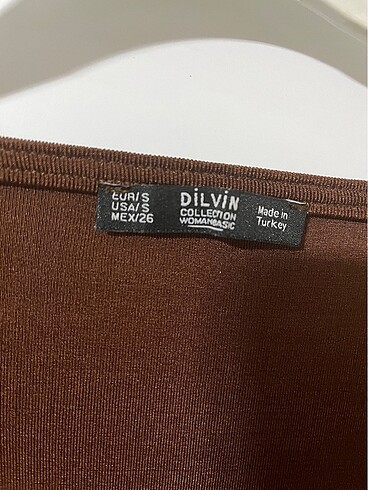 EUR/S
USA/S
MEX/26
DİLVİN
COLLECTION
WOMANBASIC
Made in
Turkey